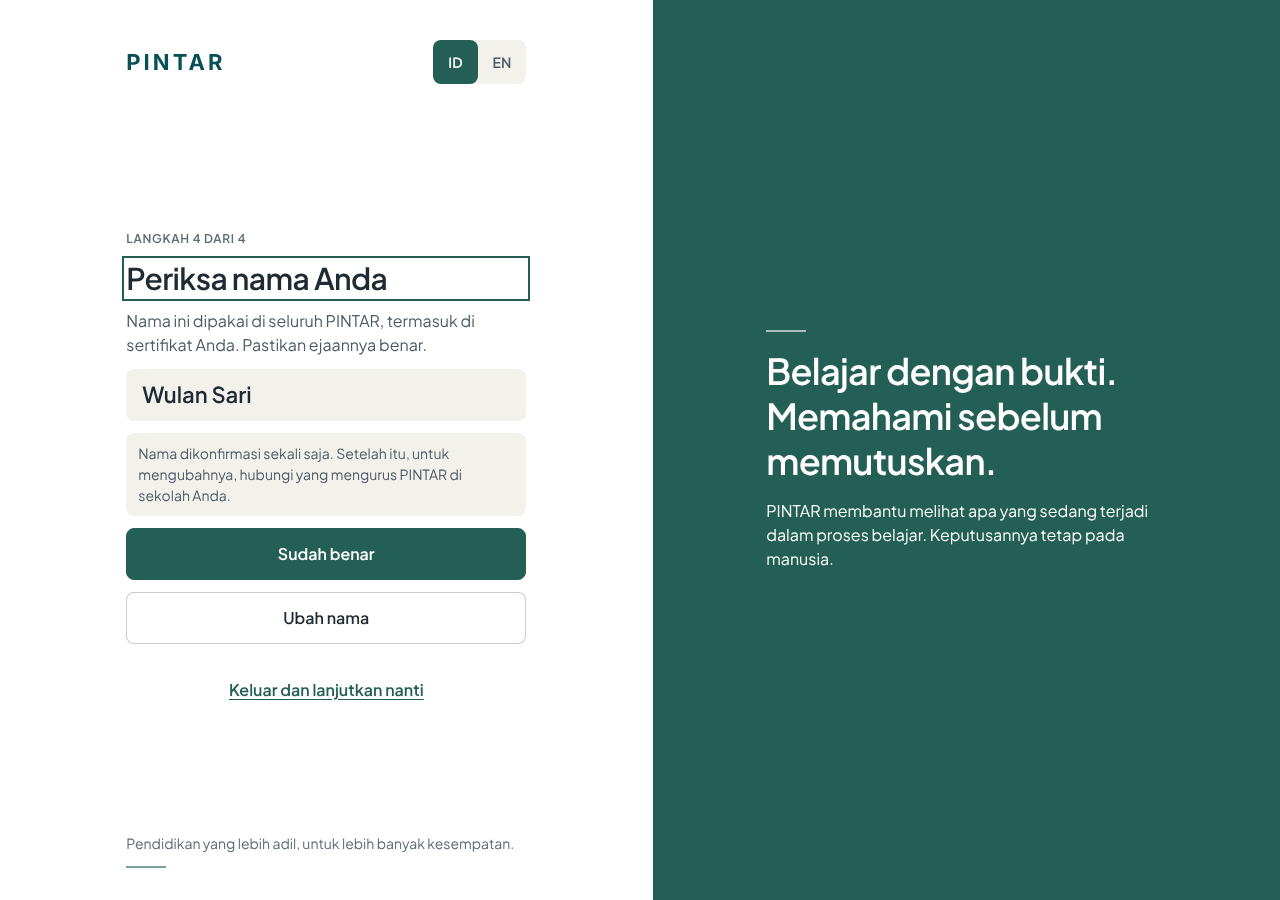 PINTAR
ID
EN
LANGKAH 4 DARI 4
Periksa nama Anda
Nama ini dipakai di seluruh PINTAR, termasuk di
sertifikat Anda. Pastikan ejaannya benar.
Wulan Sari
Nama dikonfirmasi sekali saja. Setelah itu, untuk
mengubahnya, hubungi yang mengurus PINTAR di
sekolah Anda.
Sudah benar
Ubah nama
Keluar dan lanjutkan nanti
Pendidikan yang lebih adil, untuk lebih banyak kesempatan.
Belajar dengan bukti.
Memahami sebelum
memutuskan.
PINTAR membantu melihat apa yang sedang terjadi
dalam proses belajar. Keputusannya tetap pada
manusia.